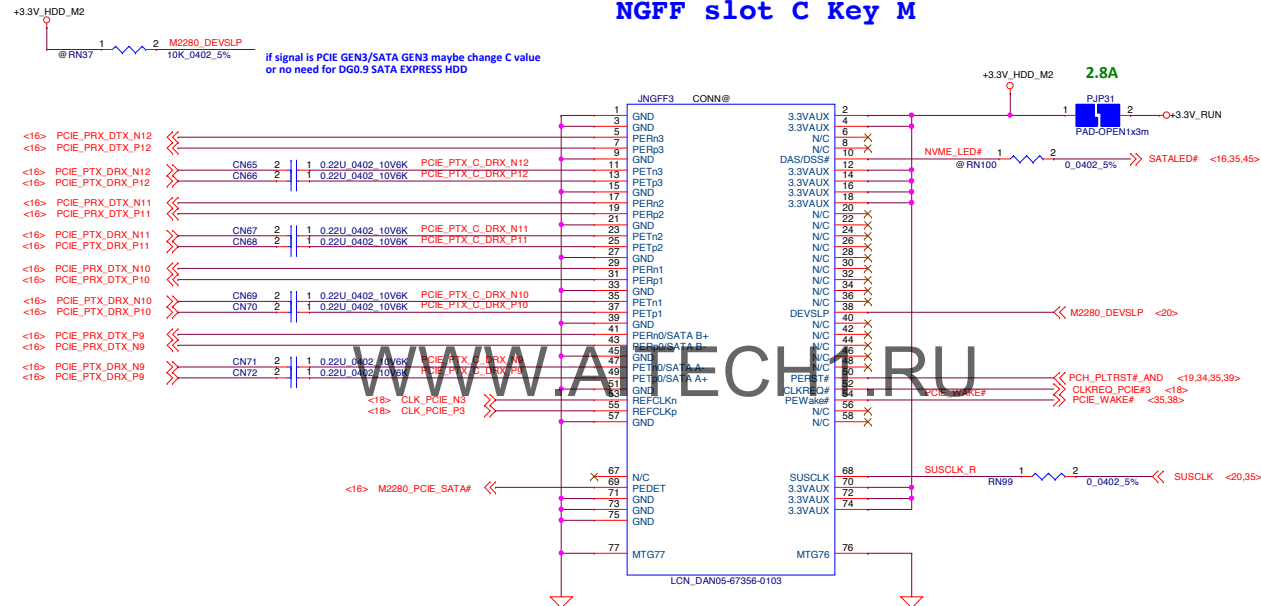 NGFF slot C Key M
+3.3V_HDD_M2
1 2 M2280_DEVSLP
@RN37 10K_0402_5%
if signal is PCIE GEN3/SATA GEN3 maybe change C value
or no need for DG0.9 SATA EXPRESS HDD
+3.3V_HDD_M2 2.8A
PJP31
1 2 +3.3V_RUN
PAD-OPEN1x3m
JNGFF3 CONN@
1 GND 3.3VAUX 2
3 GND 3.3VAUX 4
<16> PCIE_PRX_DTX_N12 5 PERn3 N/C 6
<16> PCIE_PRX_DTX_P12 7 PERp3 N/C 8
9 GND DAS/DSS# 10 NVME_LED# 1 2 SATALED# <16,35,45>
@RN100 0_0402_5%
<16> PCIE_PTX_DRX_N12 CN65 2 1 0.22U_0402_10V6K PCIE_PTX_C_DRX_N12 11 PETn3 3.3VAUX 12
<16> PCIE_PTX_DRX_P12 CN66 2 1 0.22U_0402_10V6K PCIE_PTX_C_DRX_P12 13 PETp3 3.3VAUX 14
15 GND 3.3VAUX 16
<16> PCIE_PRX_DTX_N11 17 PERn2 3.3VAUX 18
<16> PCIE_PRX_DTX_P11 19 PERp2 N/C 20
21 GND N/C 22
<16> PCIE_PTX_DRX_N11 CN67 2 1 0.22U_0402_10V6K PCIE_PTX_C_DRX_N11 23 PETn2 N/C 24
<16> PCIE_PTX_DRX_P11 CN68 2 1 0.22U_0402_10V6K PCIE_PTX_C_DRX_P11 25 PETp2 N/C 26
27 GND N/C 28
<16> PCIE_PRX_DTX_N10 29 PERn1 N/C 30
<16> PCIE_PRX_DTX_P10 31 PERp1 N/C 32
33 GND N/C 34
<16> PCIE_PTX_DRX_N10 CN69 2 1 0.22U_0402_10V6K PCIE_PTX_C_DRX_N10 35 PETn1 N/C 36
<16> PCIE_PTX_DRX_P10 CN70 2 1 0.22U_0402_10V6K PCIE_PTX_C_DRX_P10 37 PETp1 DEVSLP 38 M2280_DEVSLP <20>
39 GND N/C 40
<16> PCIE_PRX_DTX_P9 41 PERn0/SATA B+ N/C 42
<16> PCIE_PRX_DTX_N9 43 PERp0/SATA B- N/C 44
45 GND N/C 46
<16> PCIE_PTX_DRX_N9 CN71 2 1 0.22U_0402_10V6K PCIE_PTX_C_DRX_N9 47 PETn0/SATA A- N/C 48
<16> PCIE_PTX_DRX_P9 CN72 2 1 0.22U_0402_10V6K PCIE_PTX_C_DRX_P9 49 PETp0/SATA A+ PERST# 50 PCH_PLTRST#_AND <19,34,35,39>
51 GND CLKREQ# 52 CLKREQ_PCIE#3 <18>
<18> CLK_PCIE_N3 53 REFCLKn PEWake# 54 PCIE_WAKE# PCIE_WAKE# <35,38>
<18> CLK_PCIE_P3 55 REFCLKp N/C 56
57 GND N/C 58
67 N/C SUSCLK 68 SUSCLK_R 1 2 SUSCLK <20,35>
RN99 0_0402_5%
<16> M2280_PCIE_SATA# 69 PEDET 3.3VAUX 70
71 GND 3.3VAUX 72
73 GND 3.3VAUX 74
75 GND
77 MTG77 MTG76 76
LCN_DAN05-67356-0103